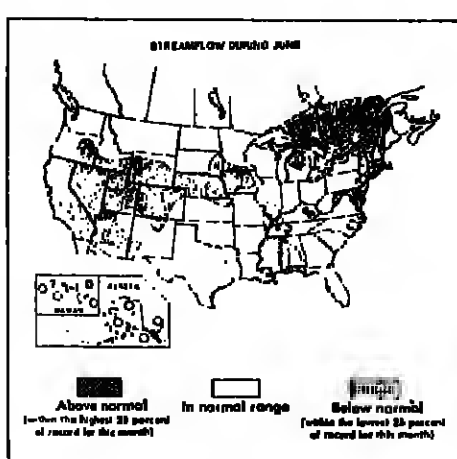 STREAMFLOW DURING JUNE
HAWAII
ALASKA
Above normal
(within the highest 25 percent
of record for this month)
In normal range
Below normal
(within the lowest 25 percent
of record for this month)